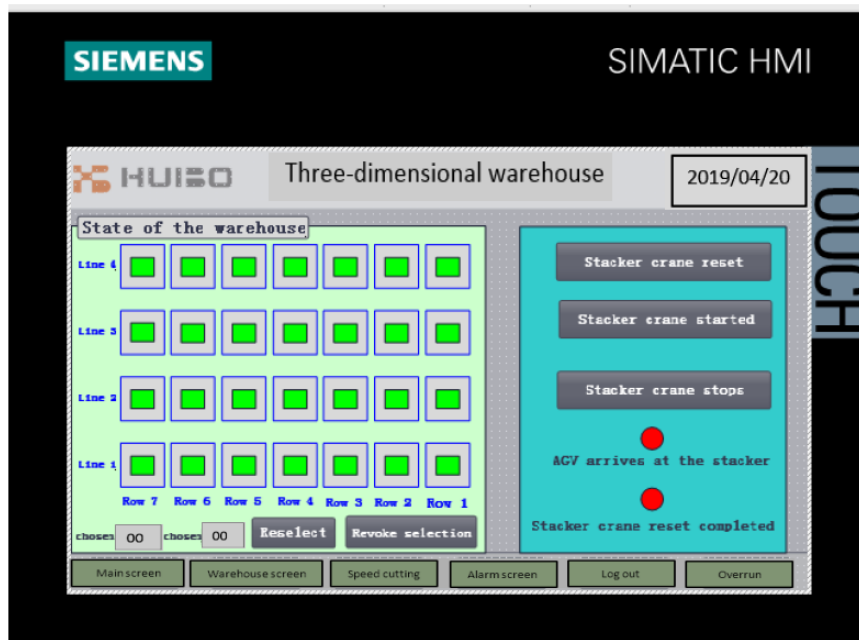 SIEMENS
SIMATIC HMI
TOUCH
HUIBO
Three-dimensional warehouse
2019/04/20
State of the warehouse
Line 4
Line 3
Line 2
Line 1
Row 7 Row 6 Row 5 Row 4 Row 3 Row 2 Row 1
choses 00 choses 00 Reselect Revoke selection
Stacker crane reset
Stacker crane started
Stacker crane stops
AGV arrives at the stacker
Stacker crane reset completed
Main screen Warehouse screen Speed cutting Alarm screen Log out Overrun